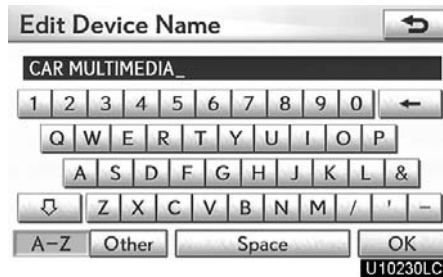 Edit Device Name
CAR MULTIMEDIA_
1 2 3 4 5 6 7 8 9 0
Q W E R T Y U I O P
A S D F G H J K L &
Z X C V B N M / ' -
A-Z Other Space OK
U10230LC